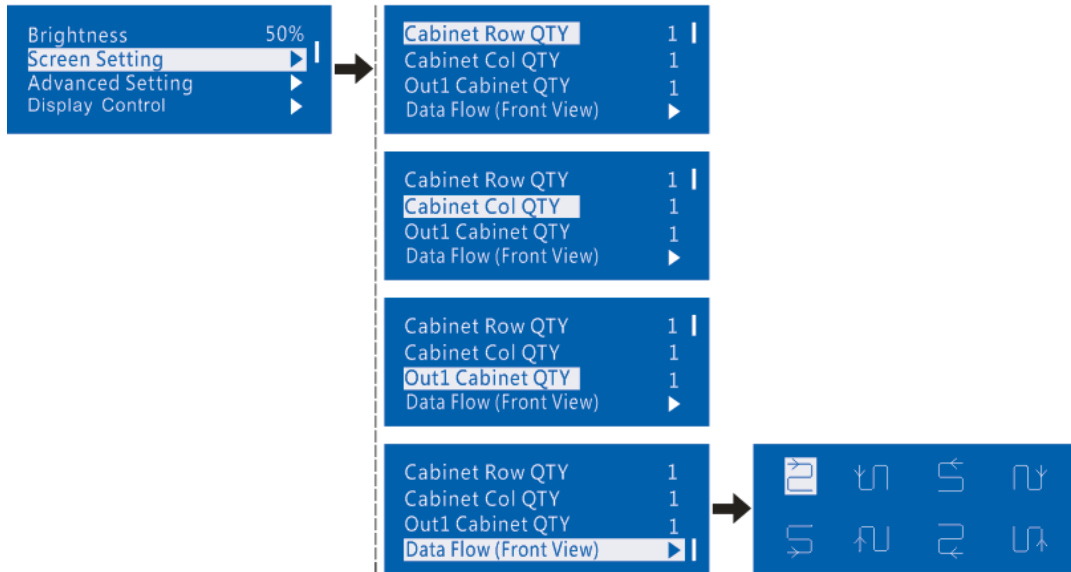 Brightness 50%
Screen Setting
Advanced Setting
Display Control
Cabinet Row QTY 1
Cabinet Col QTY 1
Out1 Cabinet QTY 1
Data Flow (Front View)
Cabinet Row QTY 1
Cabinet Col QTY 1
Out1 Cabinet QTY 1
Data Flow (Front View)
Cabinet Row QTY 1
Cabinet Col QTY 1
Out1 Cabinet QTY 1
Data Flow (Front View)
Cabinet Row QTY 1
Cabinet Col QTY 1
Out1 Cabinet QTY 1
Data Flow (Front View)